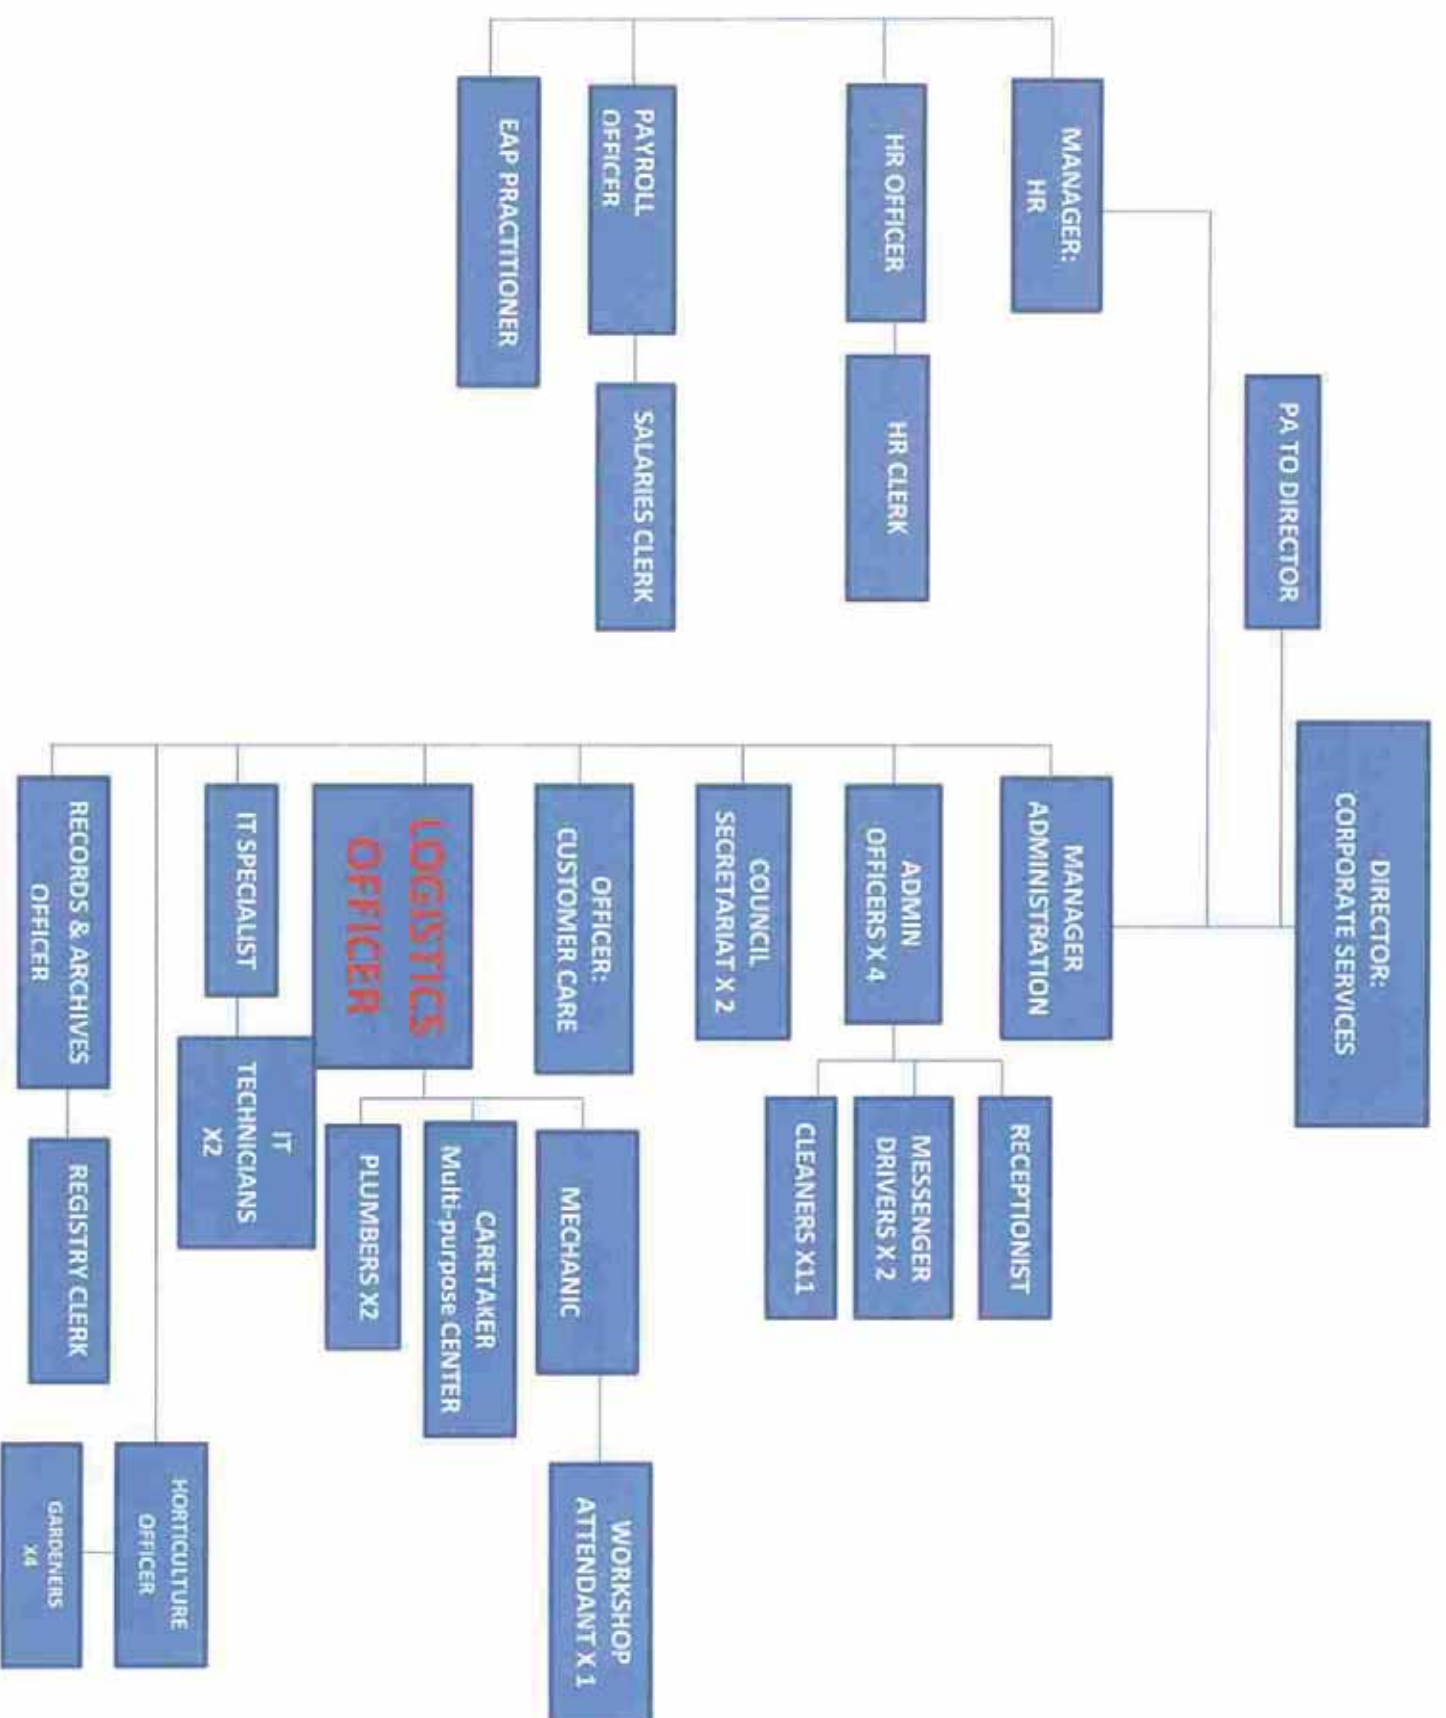 DIRECTOR:
CORPORATE SERVICES
PA TO DIRECTOR
MANAGER:
HR
HR OFFICER
HR CLERK
PAYROLL
OFFICER
SALARIES CLERK
EAP PRACTITIONER
MANAGER
ADMINISTRATION
ADMIN
OFFICERS X 4
RECEPTIONIST
MESSENGER
DRIVERS X 2
CLEANERS X11
COUNCIL
SECRETARIAT X 2
OFFICER:
CUSTOMER CARE
LOGISTICS
OFFICER
MECHANIC
WORKSHOP
ATTENDANT X 1
CARETAKER
Multi-purpose CENTER
PLUMBERS X2
IT SPECIALIST
IT
TECHNICIANS
X2
HORTICULTURE
OFFICER
GARDENERS
X4
RECORDS & ARCHIVES
OFFICER
REGISTRY CLERK